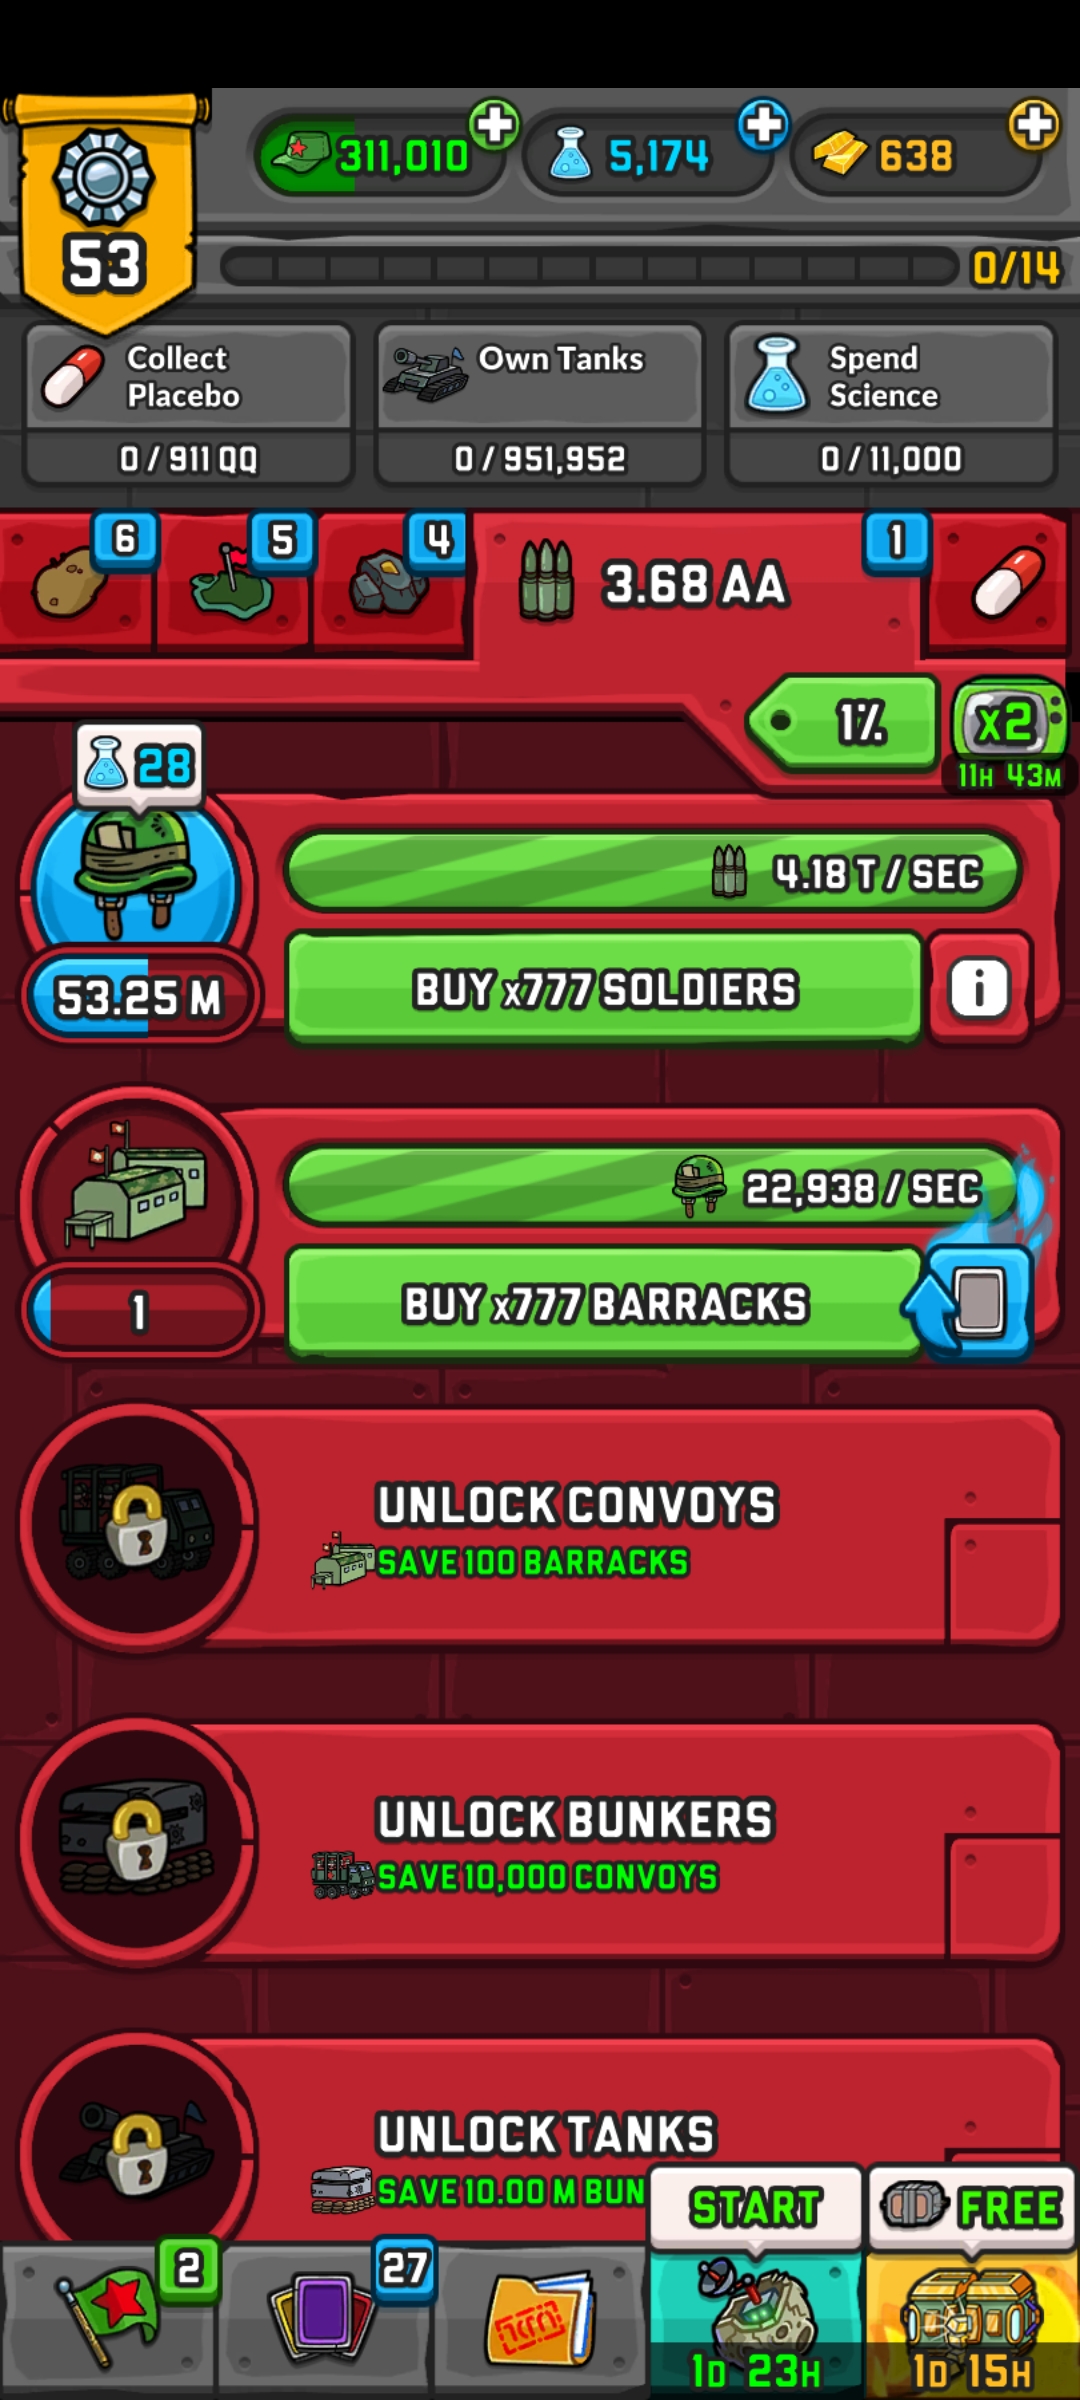 311,010
5,174
638
53
0/14
Collect
Placebo
0 / 911 QQ
Own Tanks
0 / 951,952
Spend
Science
0 / 11,000
6
5
4
3.68 AA
1
1%
x2
11H 43M
28
4.18 T / SEC
53.25 M
BUY x777 SOLDIERS
i
22,938 / SEC
1
BUY x777 BARRACKS
UNLOCK CONVOYS
SAVE 100 BARRACKS
UNLOCK BUNKERS
SAVE 10,000 CONVOYS
UNLOCK TANKS
SAVE 10.00 M BUN
START
FREE
2
27
1D 23H
1D 15H